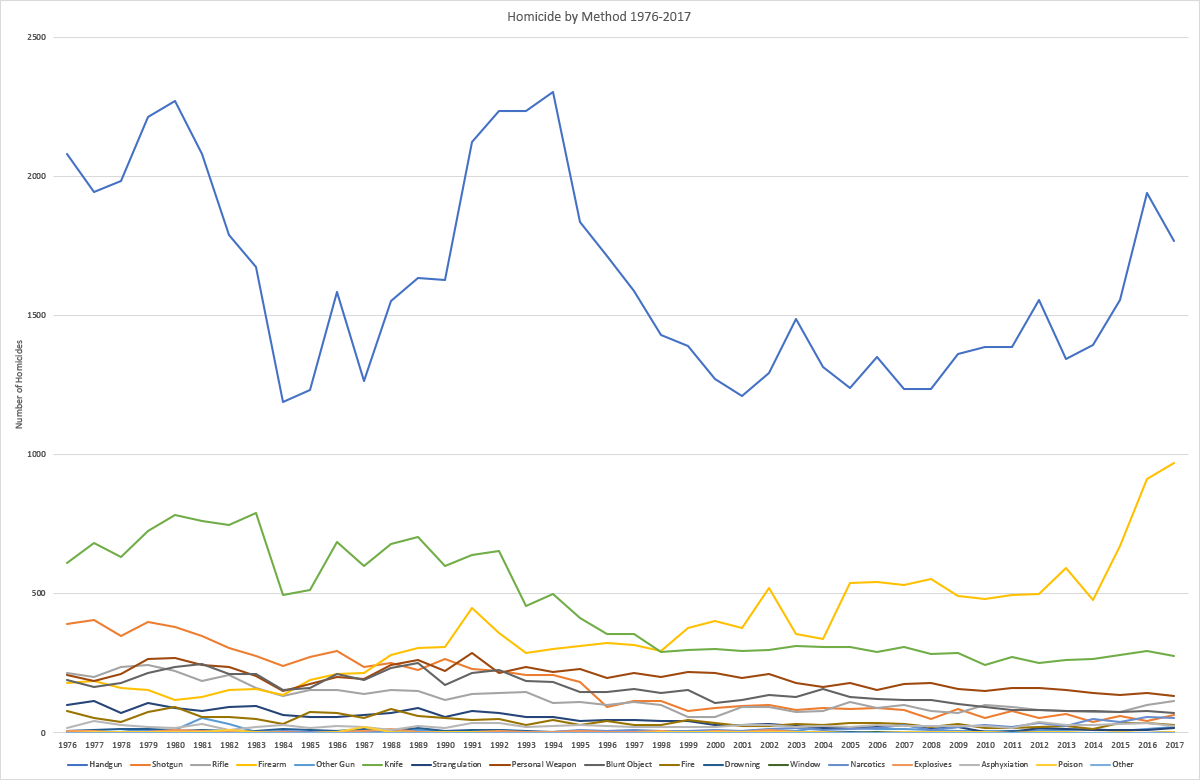 Homicide by Method 1976-2017
2500
2000
1500
1000
500
0
Number of Homicides
1976 1977 1978 1979 1980 1981 1982 1983 1984 1985 1986 1987 1988 1989 1990 1991 1992 1993 1994 1995 1996 1997 1998 1999 2000 2001 2002 2003 2004 2005 2006 2007 2008 2009 2010 2011 2012 2013 2014 2015 2016 2017
Handgun Shotgun Rifle Firearm Other Gun Knife Strangulation Personal Weapon Blunt Object Fire Drowning Window Narcotics Explosives Asphyxiation Poison Other